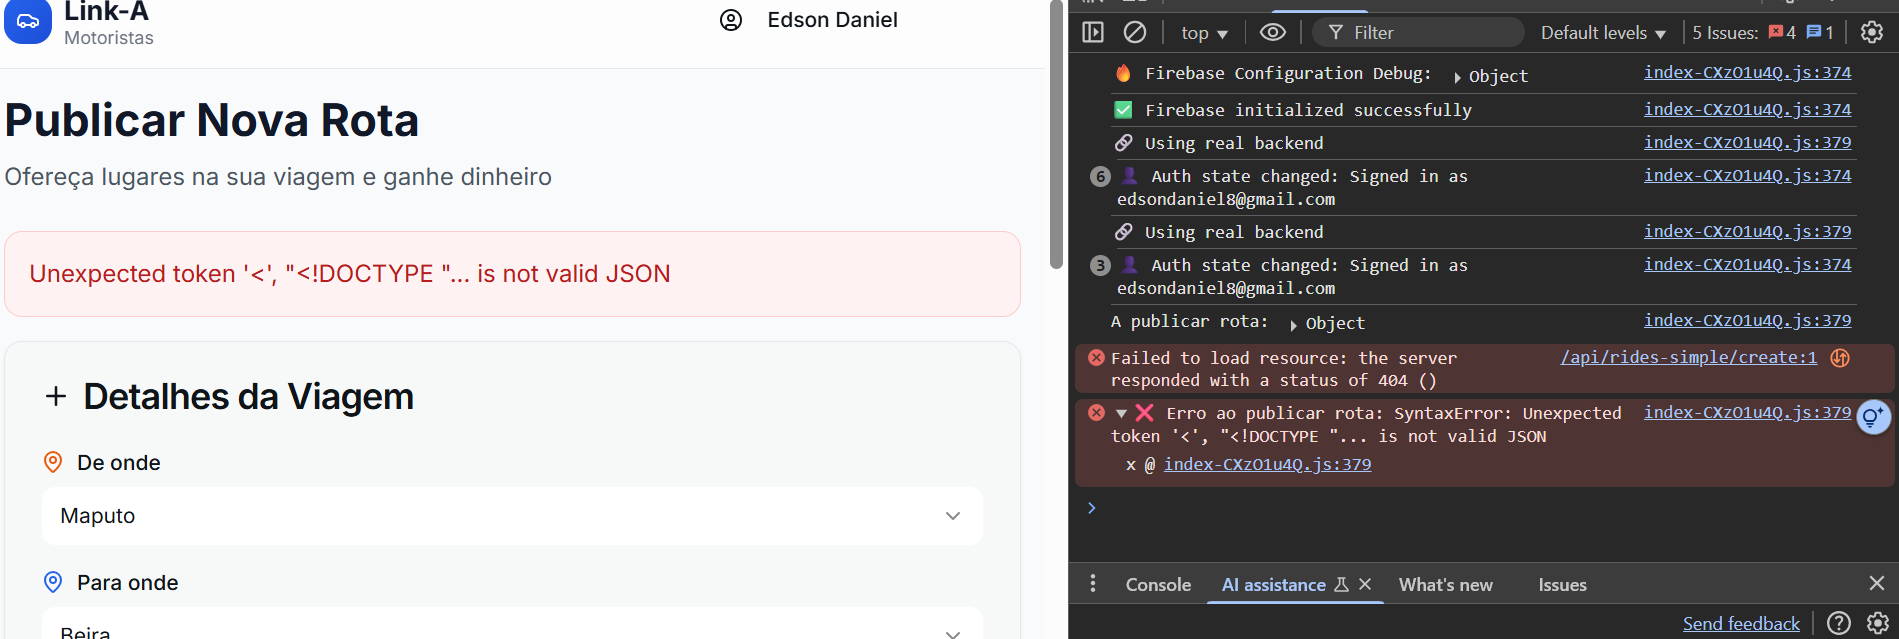 Link-A
Motoristas
Edson Daniel
Publicar Nova Rota
Ofereça lugares na sua viagem e ganhe dinheiro
Unexpected token '<', "<!DOCTYPE "... is not valid JSON
Detalhes da Viagem
De onde
Maputo
Para onde
Beira
top
Filter
Default levels
5 Issues: 4 1
Firebase Configuration Debug: Object index-CXzO1u4Q.js:374
Firebase initialized successfully index-CXzO1u4Q.js:374
Using real backend index-CXzO1u4Q.js:379
6 Auth state changed: Signed in as index-CXzO1u4Q.js:374
edsondaniel8@gmail.com
Using real backend index-CXzO1u4Q.js:379
3 Auth state changed: Signed in as index-CXzO1u4Q.js:374
edsondaniel8@gmail.com
A publicar rota: Object index-CXzO1u4Q.js:379
Failed to load resource: the server /api/rides-simple/create:1
responded with a status of 404 ()
Erro ao publicar rota: SyntaxError: Unexpected index-CXzO1u4Q.js:379
token '<', "<!DOCTYPE "... is not valid JSON
x @ index-CXzO1u4Q.js:379
Console
AI assistance
What's new
Issues
Send feedback